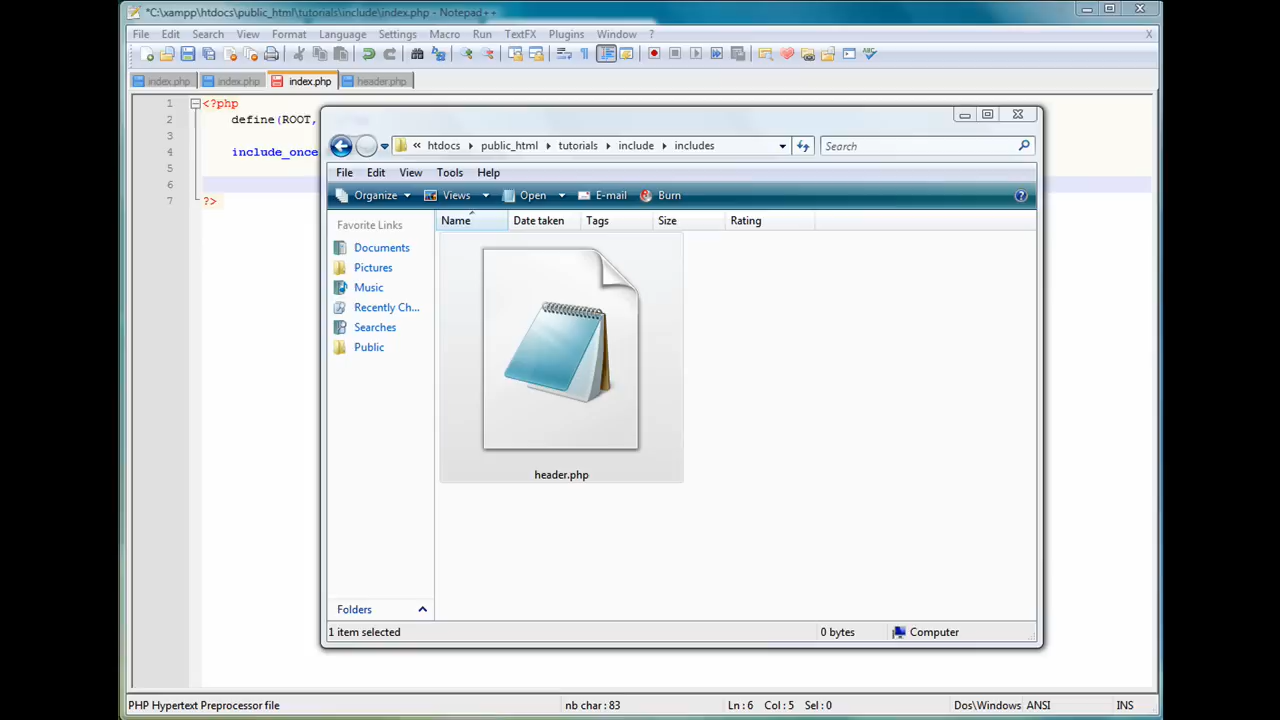 *C:\xampp\htdocs\public_html\tutorials\include\index.php - Notepad++
File Edit Search View Format Language Settings Macro Run TextFX Plugins Window ? X
index.php index.php index.php header.php
1 <?php
2 define(ROOT,
3
4 include_once
5
6
7 ?>
« htdocs public_html tutorials include includes Search
File Edit View Tools Help
Organize Views Open E-mail Burn
Favorite Links
Name Date taken Tags Size Rating
Documents
Pictures
Music
Recently Ch...
Searches
Public
header.php
Folders
1 item selected 0 bytes Computer
PHP Hypertext Preprocessor file nb char : 83 Ln : 6 Col : 5 Sel : 0 Dos\Windows ANSI INS